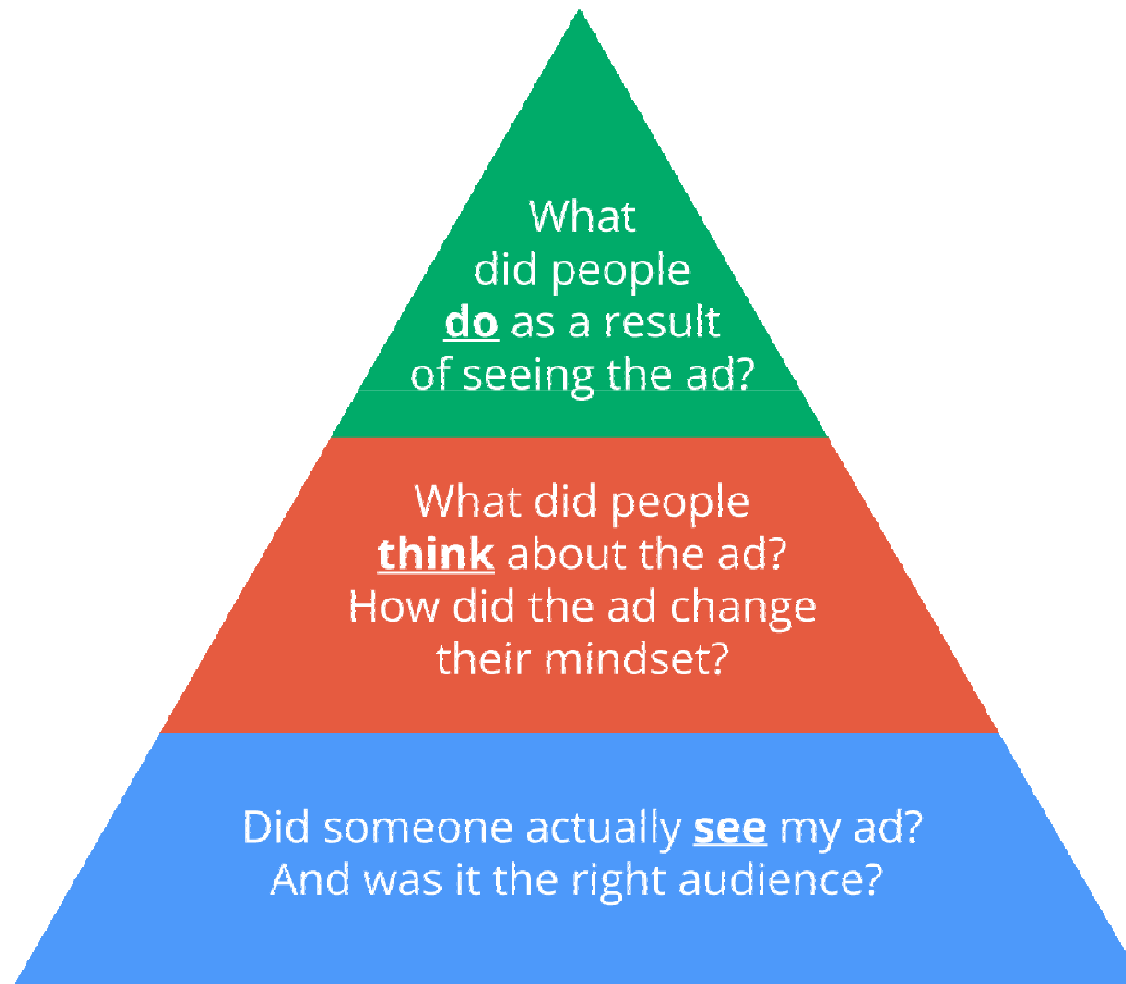 What
did people
do as a result
of seeing the ad?
What did people
think about the ad?
How did the ad change
their mindset?
Did someone actually see my ad?
And was it the right audience?